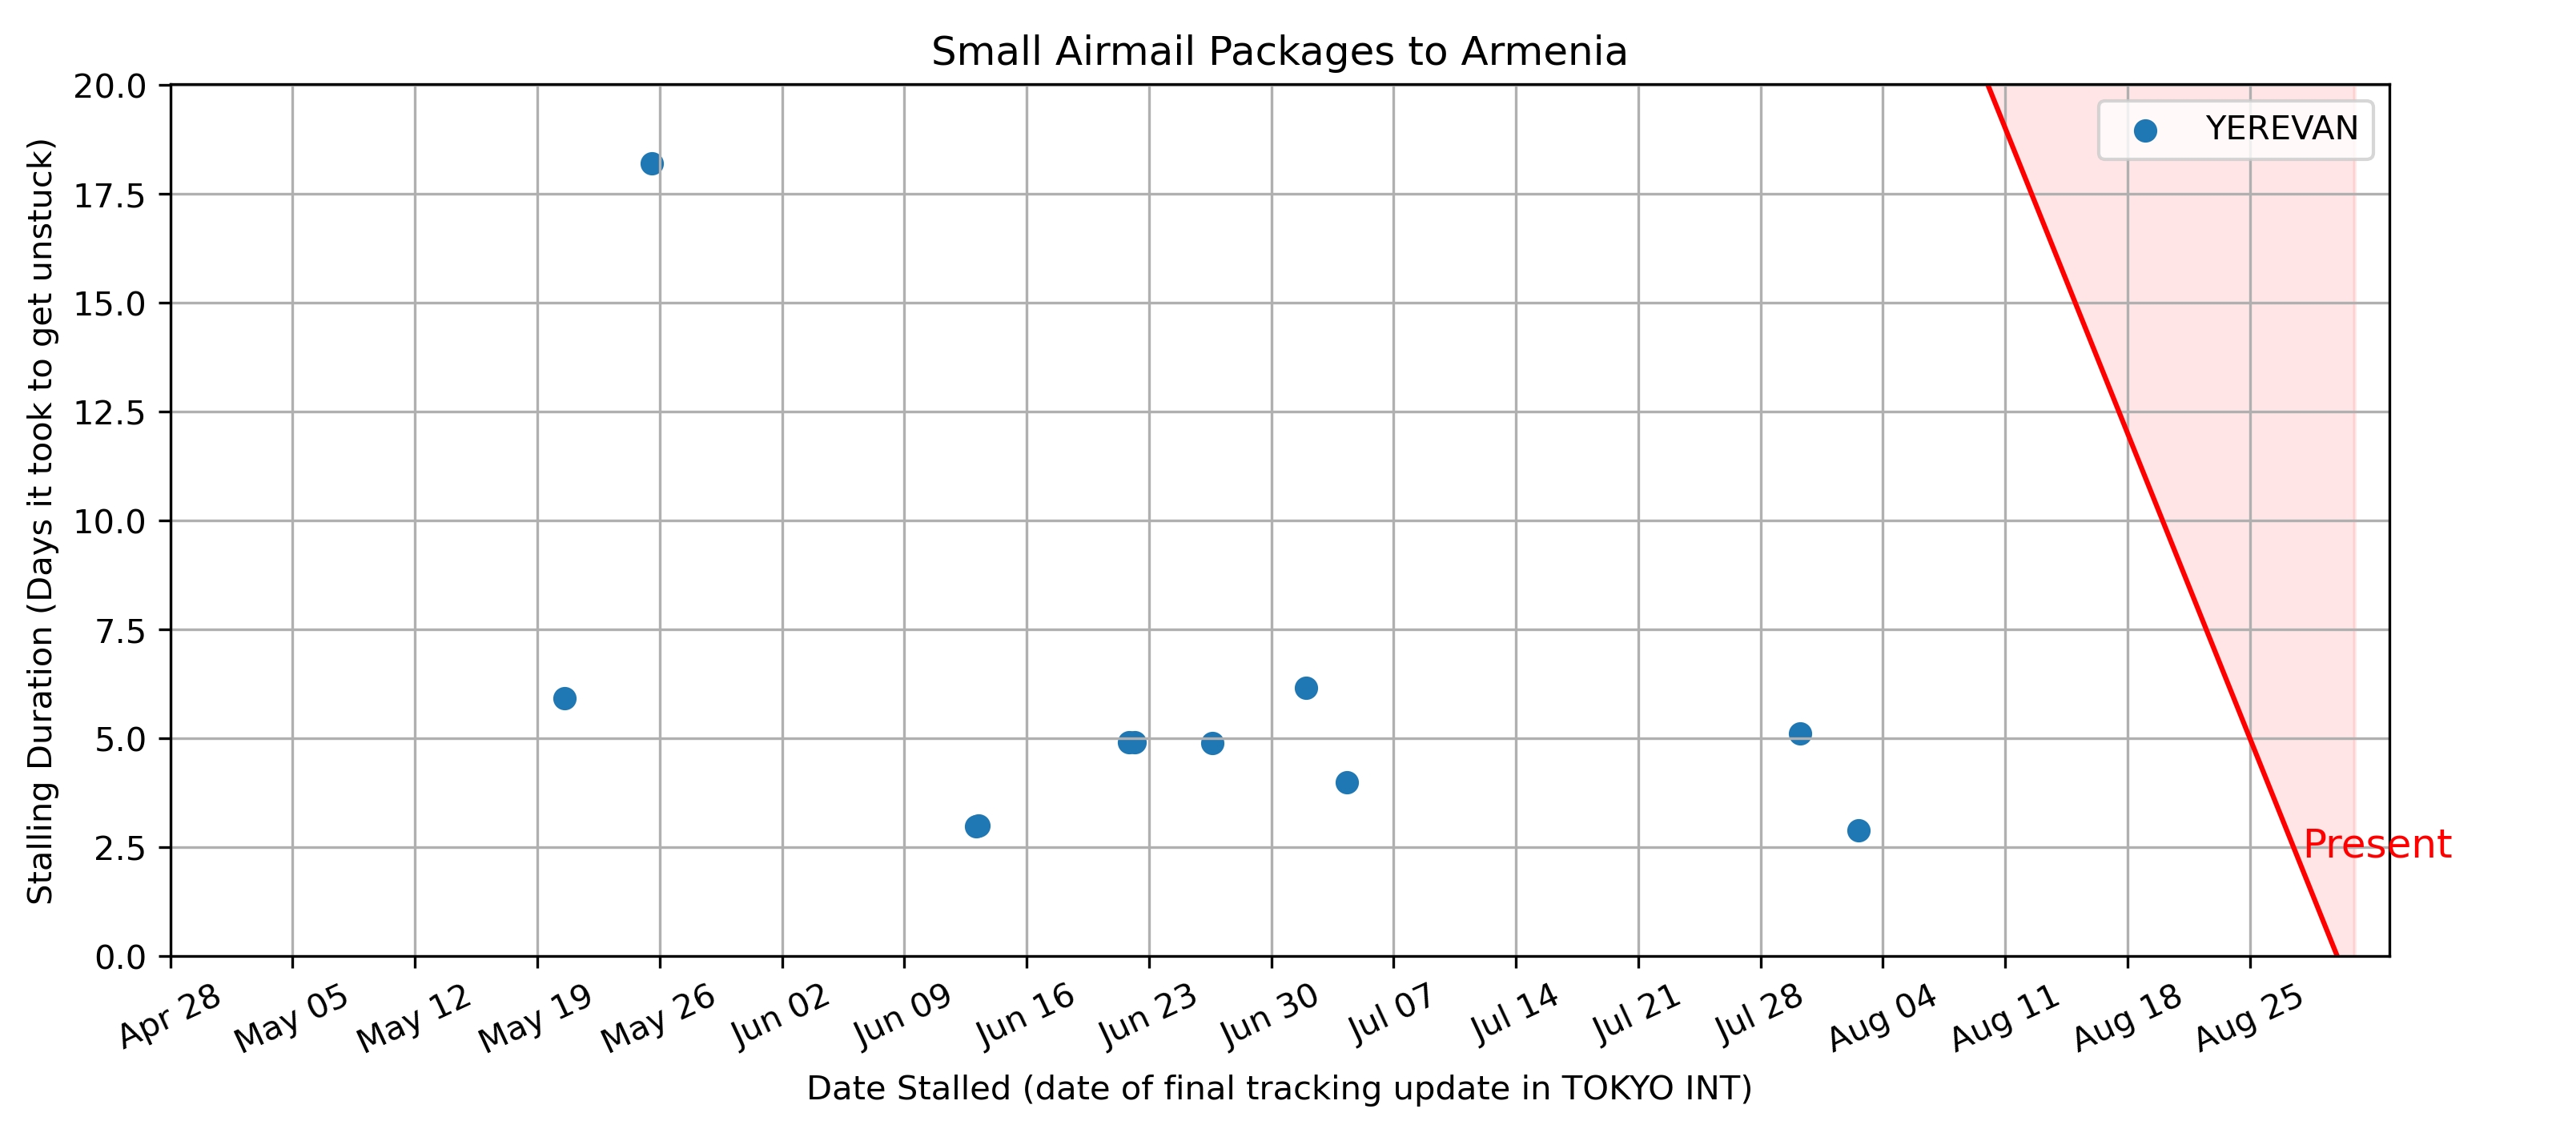 Small Airmail Packages to Armenia
YEREVAN
Stalling Duration (Days it took to get unstuck)
20.0
17.5
15.0
12.5
10.0
7.5
5.0
2.5
0.0
Present
Apr 28
May 05
May 12
May 19
May 26
Jun 02
Jun 09
Jun 16
Jun 23
Jun 30
Jul 07
Jul 14
Jul 21
Jul 28
Aug 04
Aug 11
Aug 18
Aug 25
Date Stalled (date of final tracking update in TOKYO INT)